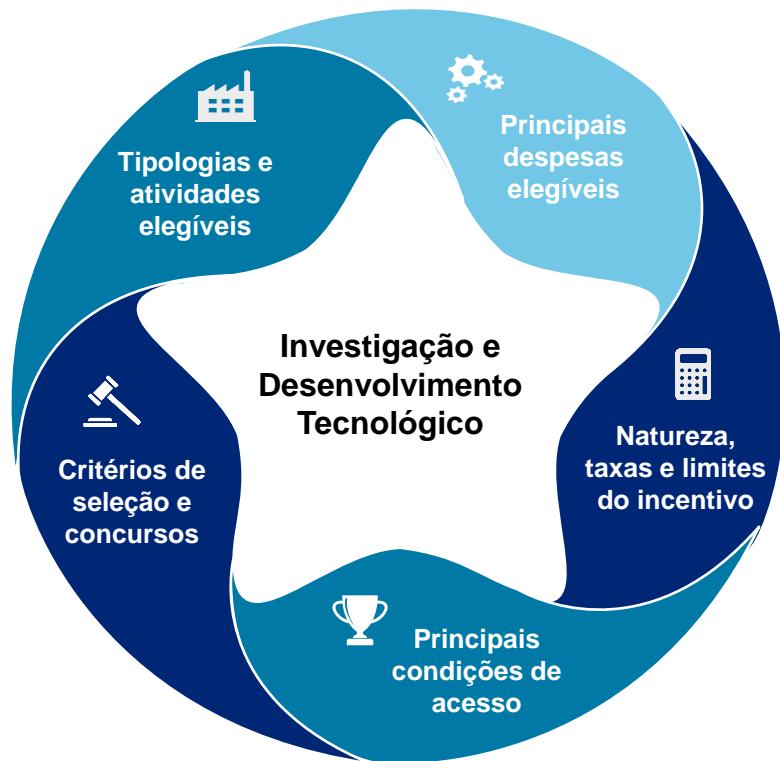 Principais
despesas
elegíveis
Tipologias e
atividades
elegíveis
Investigação e
Desenvolvimento
Tecnológico
Natureza,
taxas e limites
do incentivo
Critérios de
seleção e
concursos
Principais
condições de
acesso